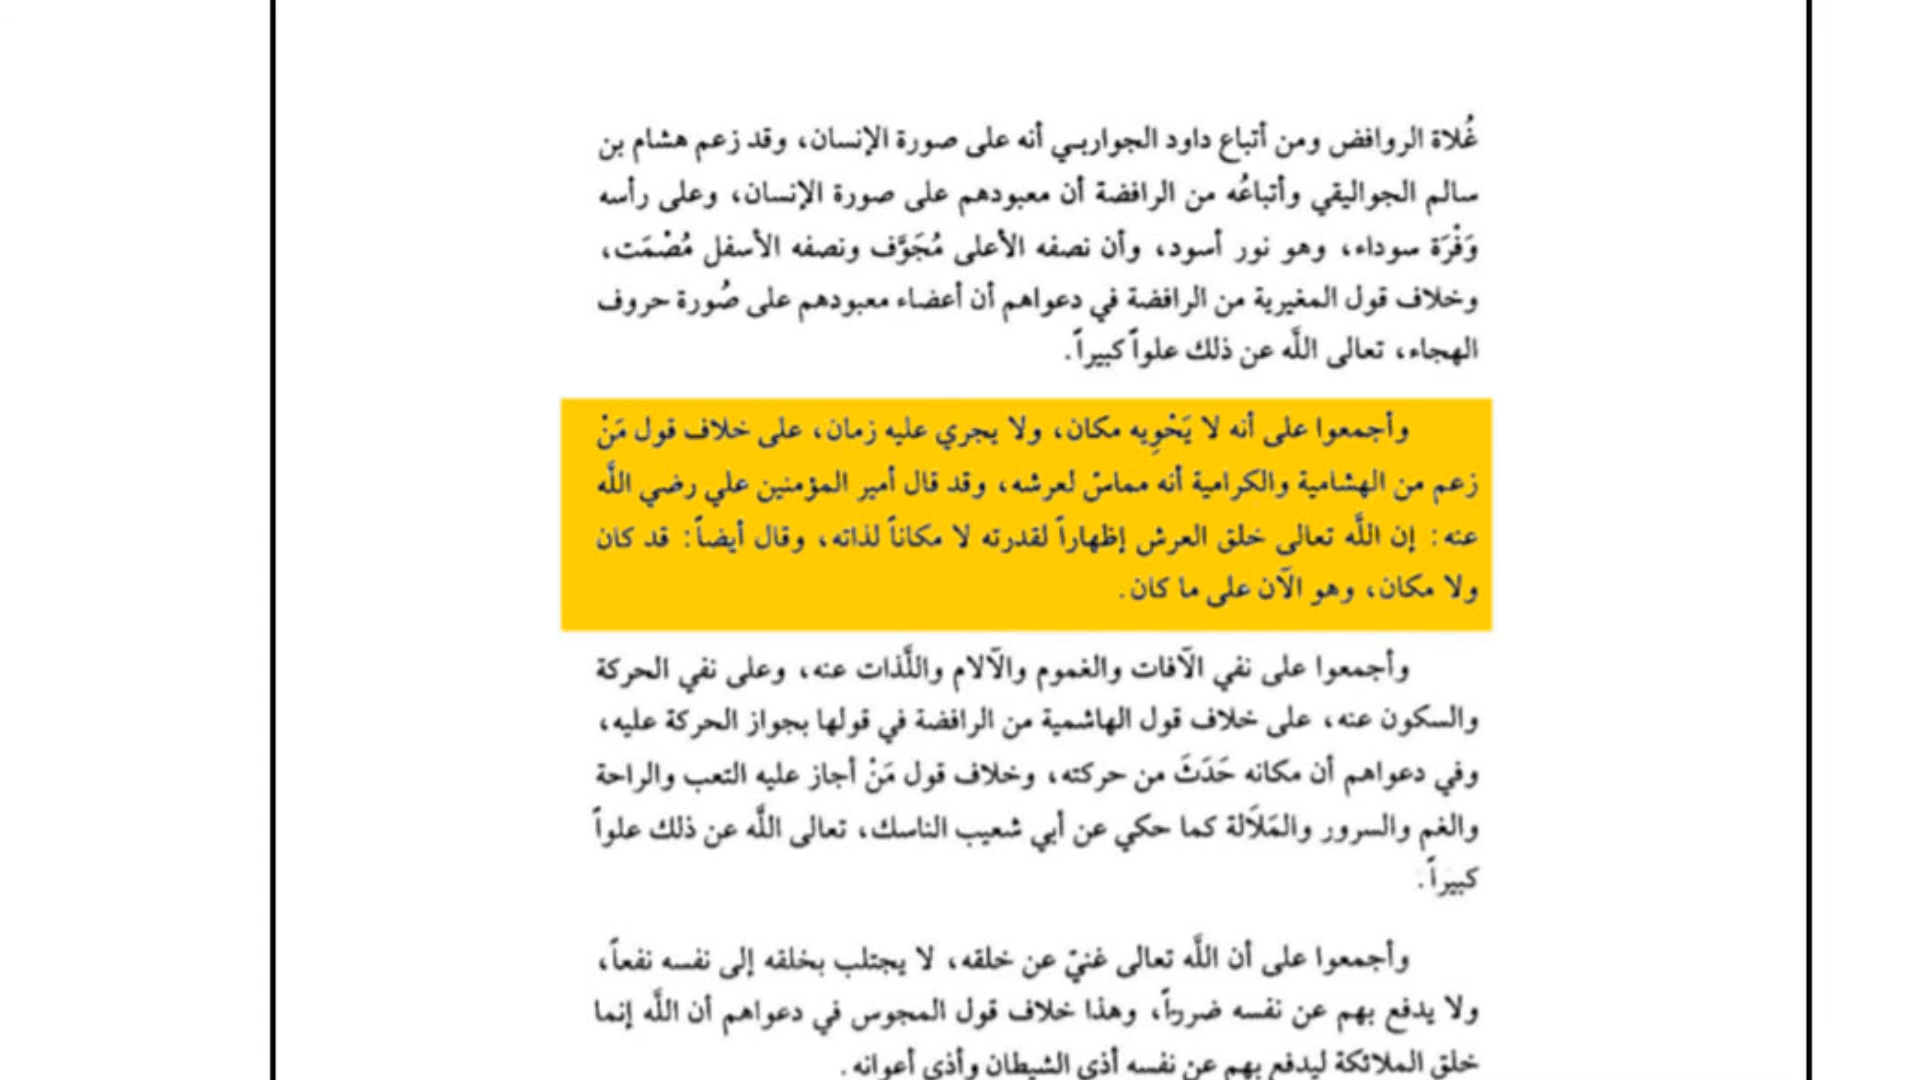 غُلاة الروافض ومن أتباع داود الجواربي أنه على صورة الإنسان، وقد زعم هشام بن
سالم الجواليقي وأتباعُه من الرافضة أن معبودهم على صورة الإنسان، وعلى رأسه
وَفْرَة سوداء، وهو نور أسود، وأن نصفه الأعلى مُجَوَّف ونصفه الأسفل مُصْمَت،
وخلاف قول المغيرية من الرافضة في دعواهم أن أعضاء معبودهم على صُورة حروف
الهجاء، تعالى اللَّه عن ذلك علواً كبيراً.
وأجمعوا على أنه لا يَحْوِيه مكان، ولا يجري عليه زمان، على خلاف قول مَنْ
زعم من الهشامية والكرامية أنه مماسّ لعرشه، وقد قال أمير المؤمنين علي رضي اللَّه
عنه: إن اللَّه تعالى خلق العرش إظهاراً لقدرته لا مكاناً لذاته، وقال أيضاً: قد كان
ولا مكان، وهو الآن على ما كان.
وأجمعوا على نفي الآفات والغموم والآلام واللَّذات عنه، وعلى نفي الحركة
والسكون عنه، على خلاف قول الهاشمية من الرافضة في قولها بجواز الحركة عليه،
وفي دعواهم أن مكانه حَدَثَ من حركته، وخلاف قول مَنْ أجاز عليه التعب والراحة
والغم والسرور والمَلاَلة كما حكي عن أبي شعيب الناسك، تعالى اللَّه عن ذلك علواً
كبيراً.
وأجمعوا على أن اللَّه تعالى غنيّ عن خلقه، لا يجتلب بخلقه إلى نفسه نفعاً،
ولا يدفع بهم عن نفسه ضرراً، وهذا خلاف قول المجوس في دعواهم أن اللَّه إنما
خلق الملائكة ليدفع بهم عن نفسه أذى الشيطان وأذى أعوانه.